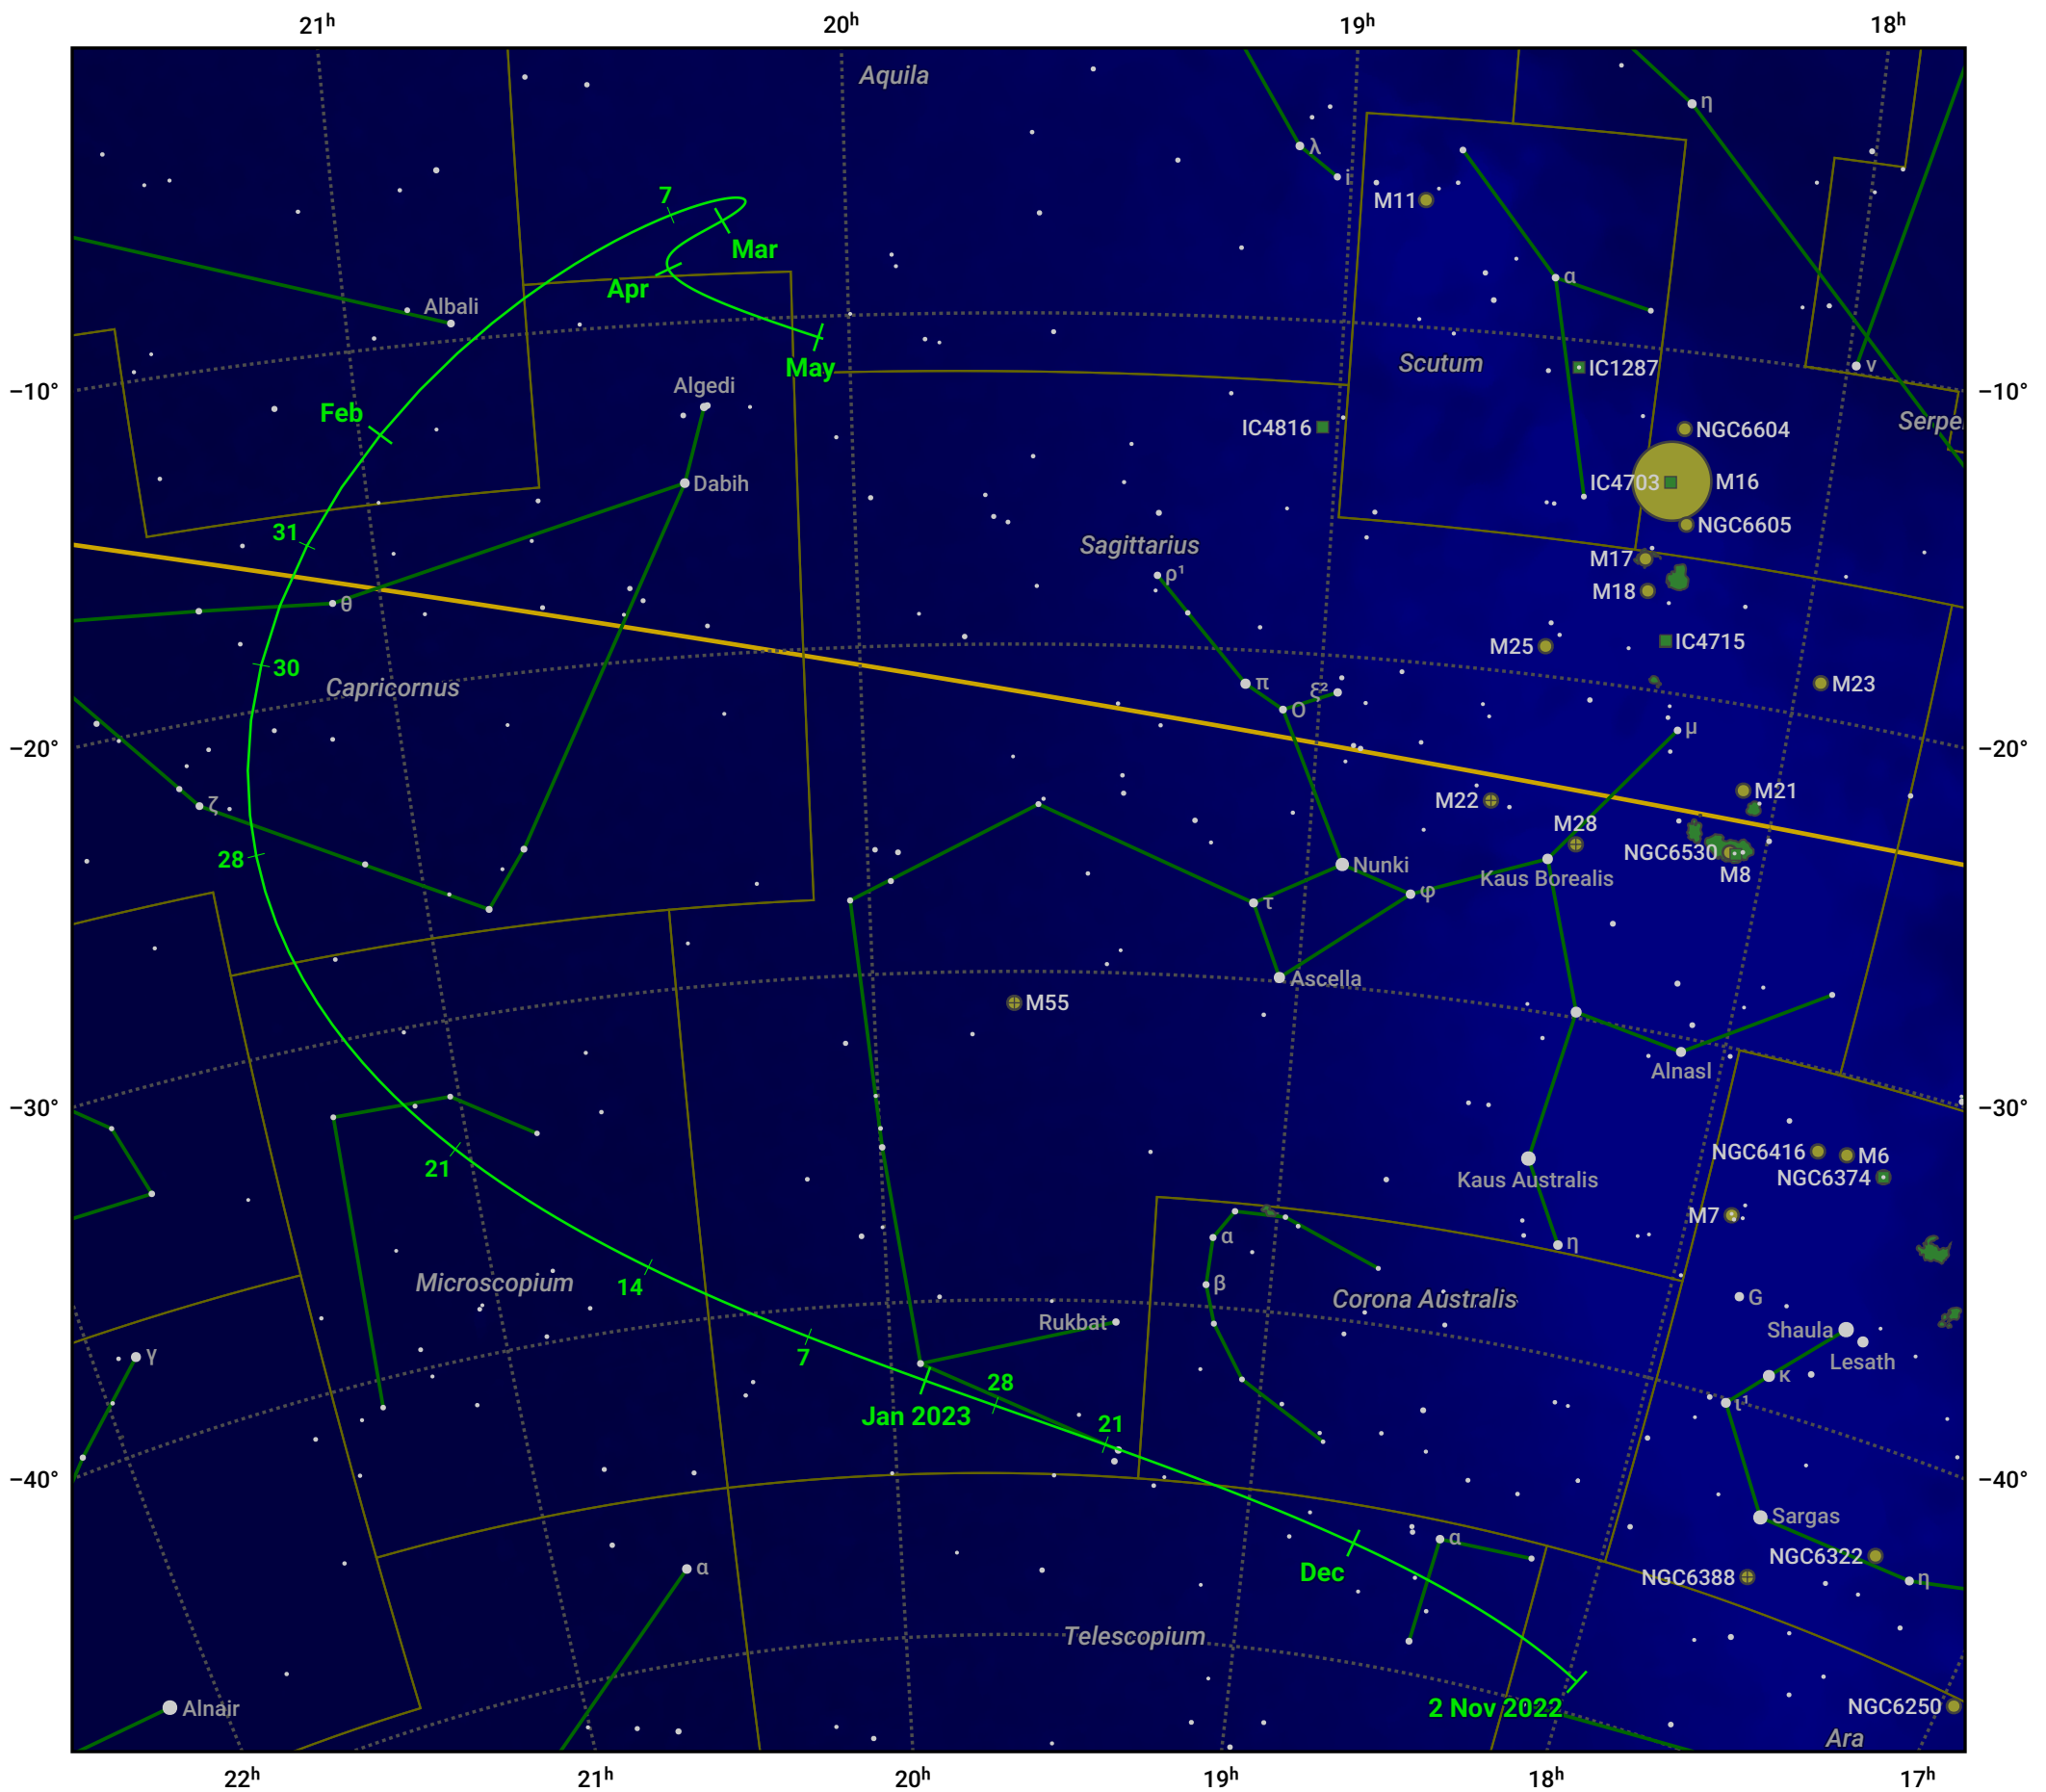 21ʰ 20ʰ 19ʰ 18ʰ
Aquila
η
λ
i
7
M11
Mar
Apr
α
Albali
Scutum
May
IC1287
ν
Algedi
−10° −10°
Feb
Serpe
IC4816
NGC6604
Dabih
IC4703 M16
31
NGC6605
Sagittarius
M17
ρ¹
M18
θ
M25
IC4715
30
π
M23
Capricornus
ξ²
ο
μ
−20° −20°
M21
M22
ζ
M28
28
NGC6530
Nunki
M8
Kaus Borealis
φ
τ
Ascella
M55
Alnasl
−30° −30°
NGC6416 M6
21
NGC6374
Kaus Australis
M7
α
η
14
Microscopium
β
Corona Australis
G
Rukbat
Shaula
7
γ
Lesath
28
κ
Jan 2023
21
ι¹
−40° −40°
Sargas
α
Dec
NGC6322
α
NGC6388
η
Telescopium
Alnair
2 Nov 2022
NGC6250
Ara
22ʰ 21ʰ 20ʰ 19ʰ 18ʰ 17ʰ